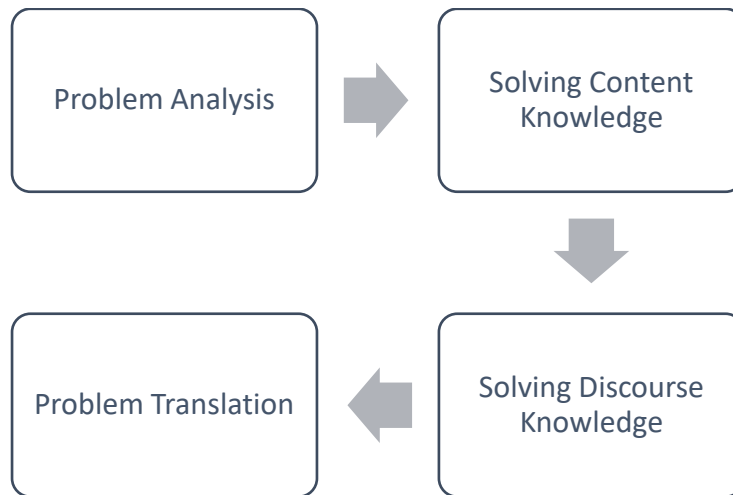 Problem Analysis
Solving Content
Knowledge
Solving Discourse
Knowledge
Problem Translation